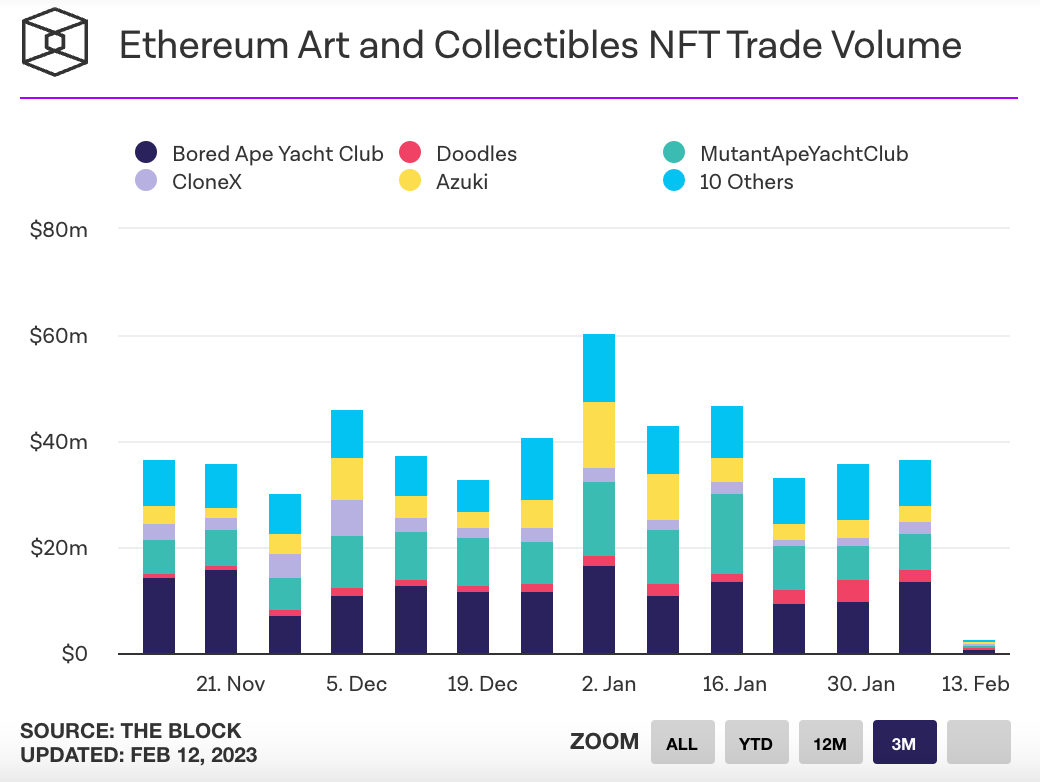 Ethereum Art and Collectibles NFT Trade Volume
Bored Ape Yacht Club Doodles MutantApeYachtClub
CloneX Azuki 10 Others
$80m
$60m
$40m
$20m
$0
21. Nov 5. Dec 19. Dec 2. Jan 16. Jan 30. Jan 13. Feb
SOURCE: THE BLOCK
UPDATED: FEB 12, 2023
ZOOM ALL YTD 12M 3M